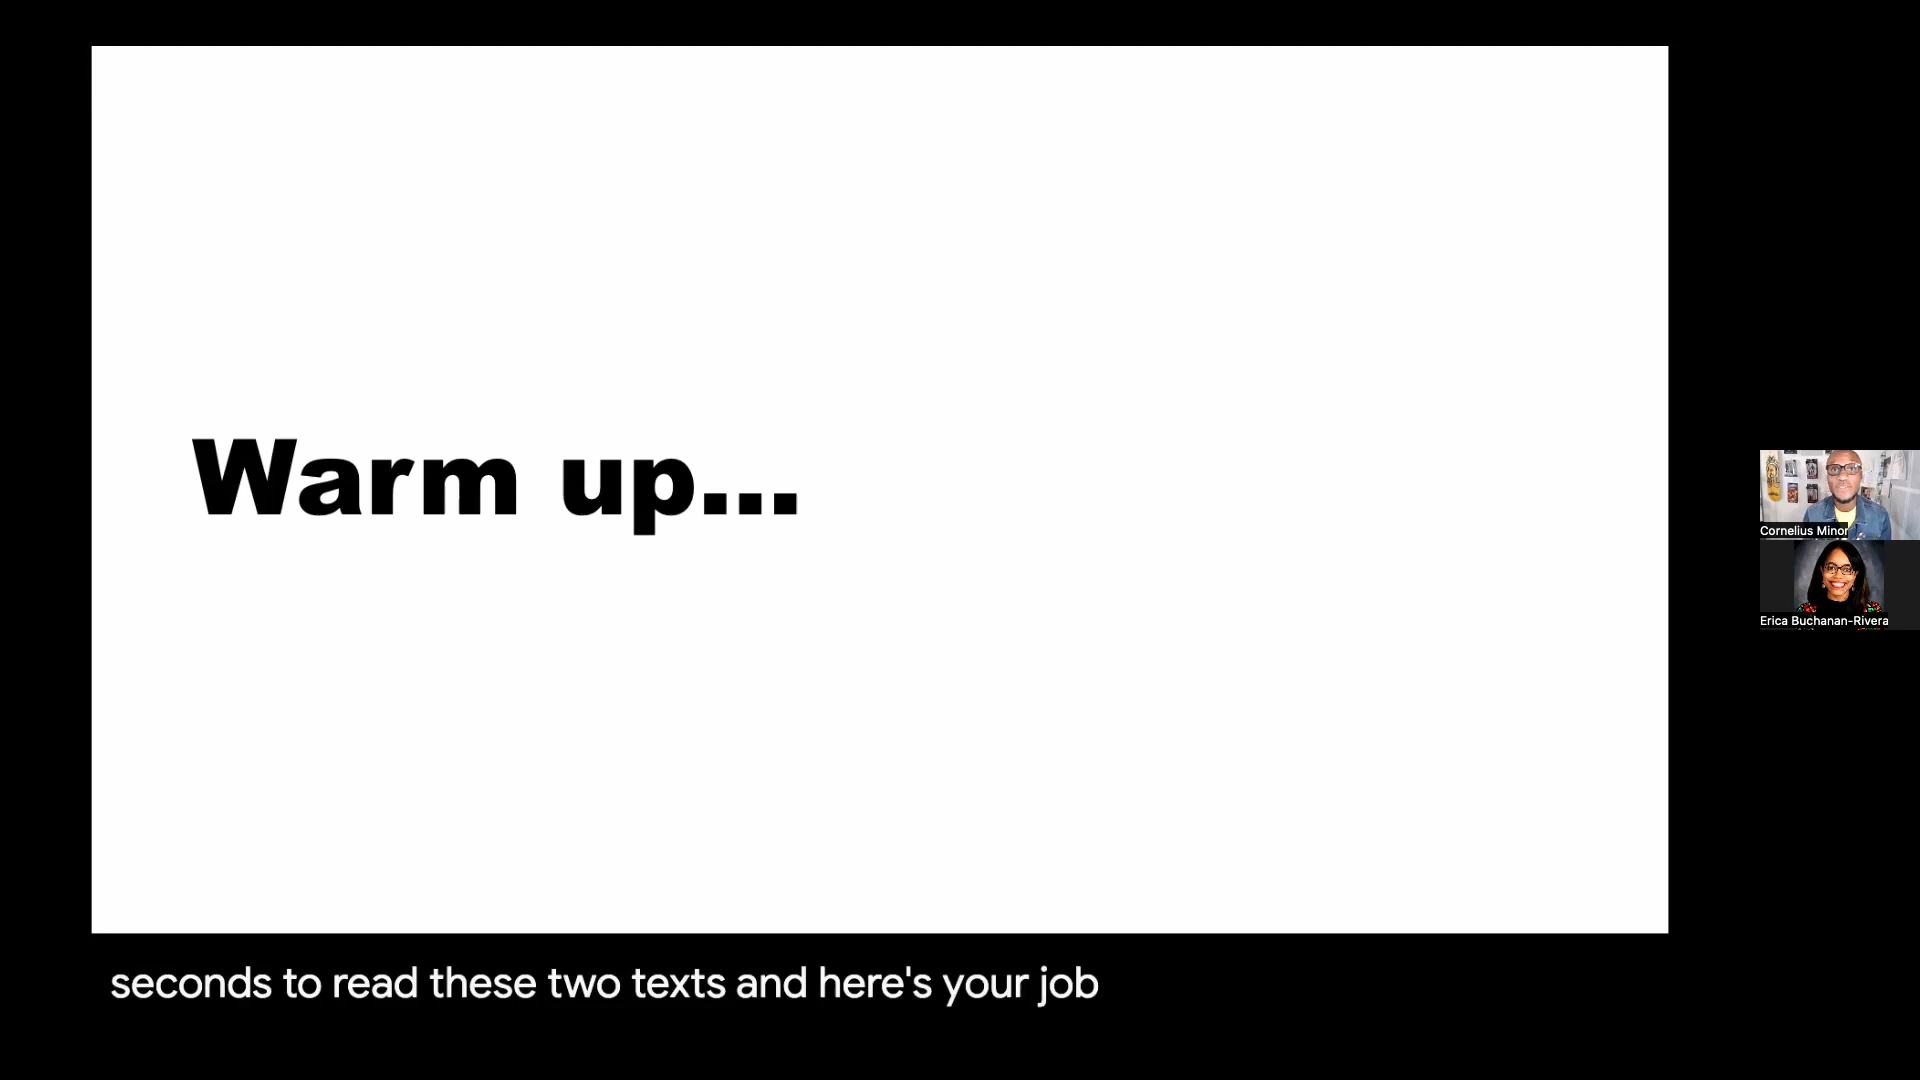 Warm up...
Cornelius Minor
Erica Buchanan-Rivera
seconds to read these two texts and here's your job